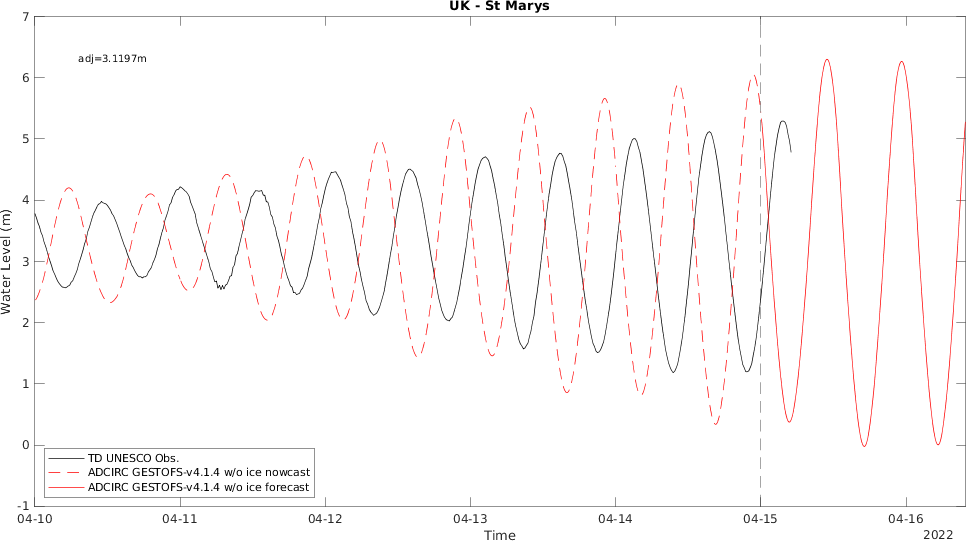 UK - St Marys
7
adj=3.1197m
6
5
4
3
2
1
0
-1
Water Level (m)
TD UNESCO Obs.
ADCIRC GESTOFS-v4.1.4 w/o ice nowcast
ADCIRC GESTOFS-v4.1.4 w/o ice forecast
04-10 04-11 04-12 04-13 04-14 04-15 04-16
Time
2022